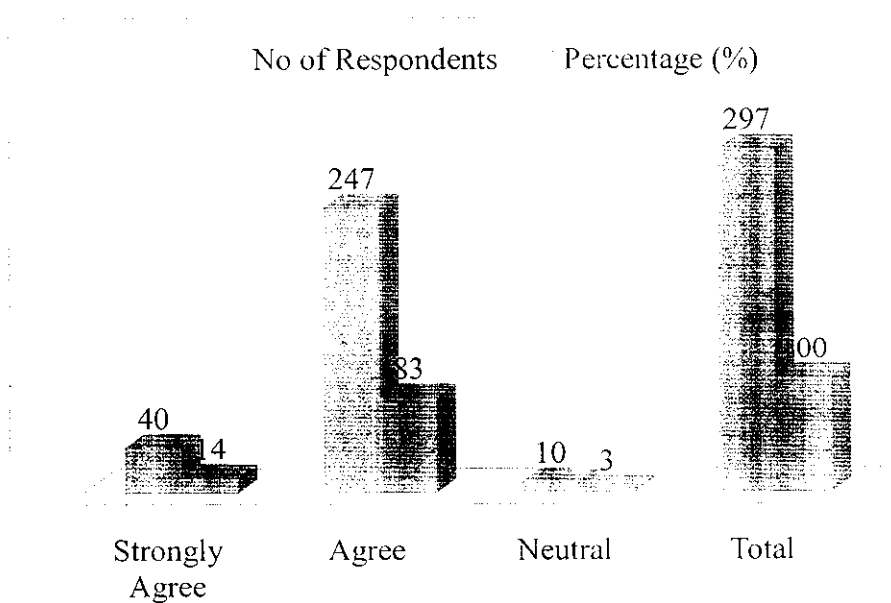 No of Respondents Percentage (%)
297
247
100
83
40
14
10
3
Strongly Agree
Agree
Neutral
Total